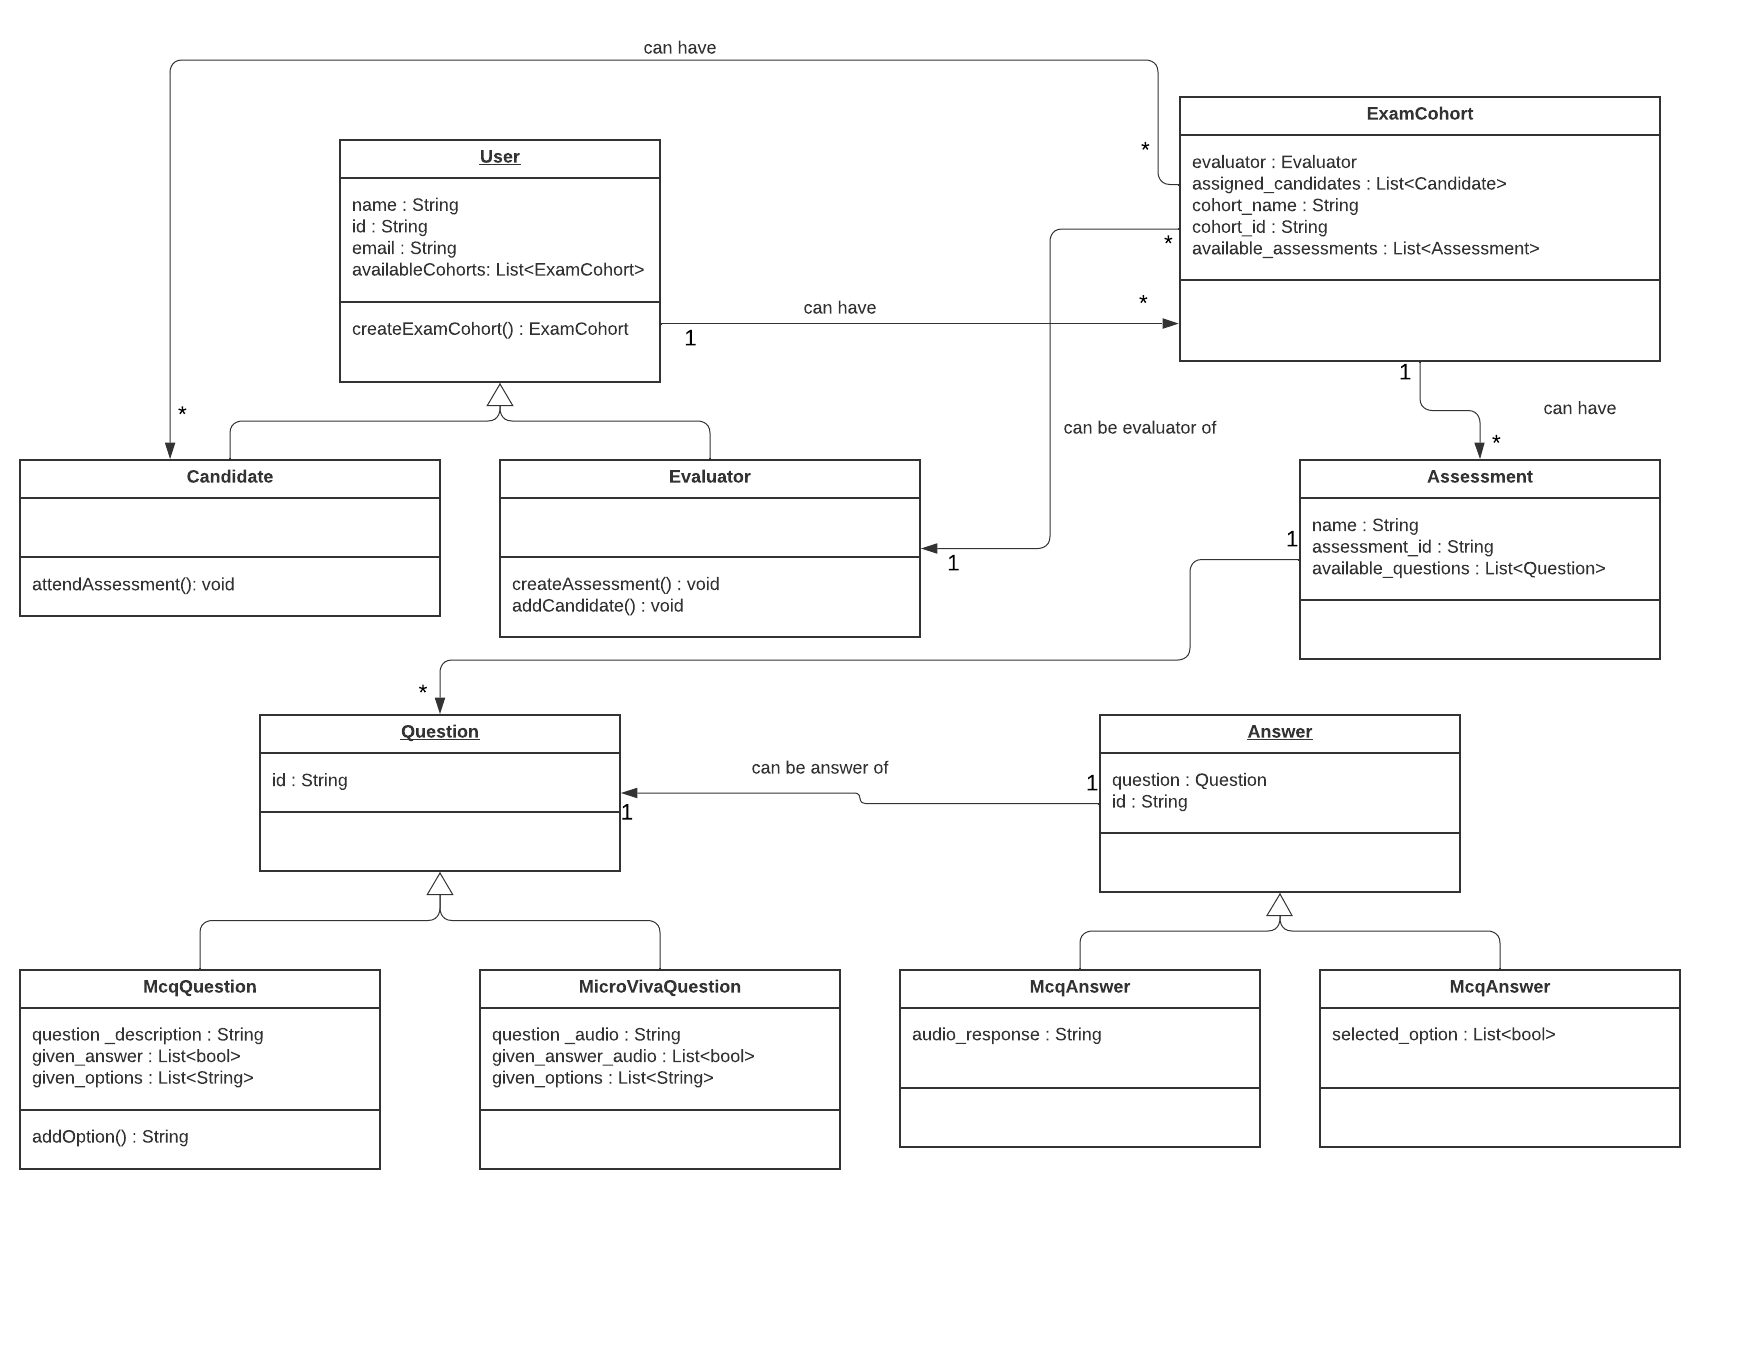 can have
ExamCohort
*
evaluator : Evaluator
assigned_candidates : List<Candidate>
cohort_name : String
cohort_id : String
available_assessments : List<Assessment>
*
User
name : String
id : String
email : String
availableCohorts: List<ExamCohort>
createExamCohort() : ExamCohort
can have
*
1
1
can have
*
*
can be evaluator of
Candidate
attendAssessment(): void
Evaluator
createAssessment() : void
addCandidate() : void
1
Assessment
name : String
assessment_id : String
available_questions : List<Question>
1
*
Question
id : String
can be answer of
1
1
Answer
question : Question
id : String
McqQuestion
question _description : String
given_answer : List<bool>
given_options : List<String>
addOption() : String
MicroVivaQuestion
question _audio : String
given_answer_audio : List<bool>
given_options : List<String>
McqAnswer
audio_response : String
McqAnswer
selected_option : List<bool>